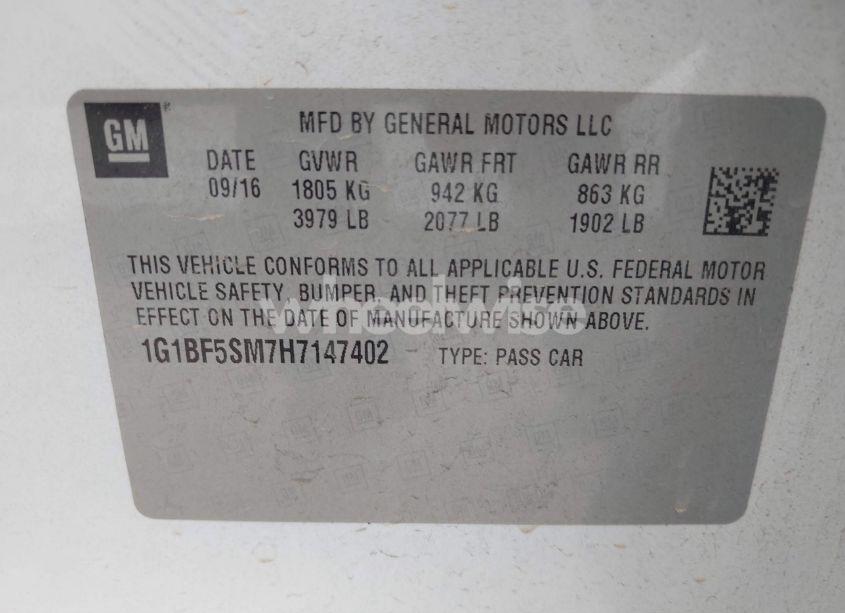 GM
MFD BY GENERAL MOTORS LLC
DATE GVWR GAWR FRT GAWR RR
09/16 1805 KG 942 KG 863 KG
3979 LB 2077 LB 1902 LB
THIS VEHICLE CONFORMS TO ALL APPLICABLE U.S. FEDERAL MOTOR
VEHICLE SAFETY, BUMPER, AND THEFT PREVENTION STANDARDS IN
EFFECT ON THE DATE OF MANUFACTURE SHOWN ABOVE.
wheelwise
1G1BF5SM7H7147402 TYPE: PASS CAR